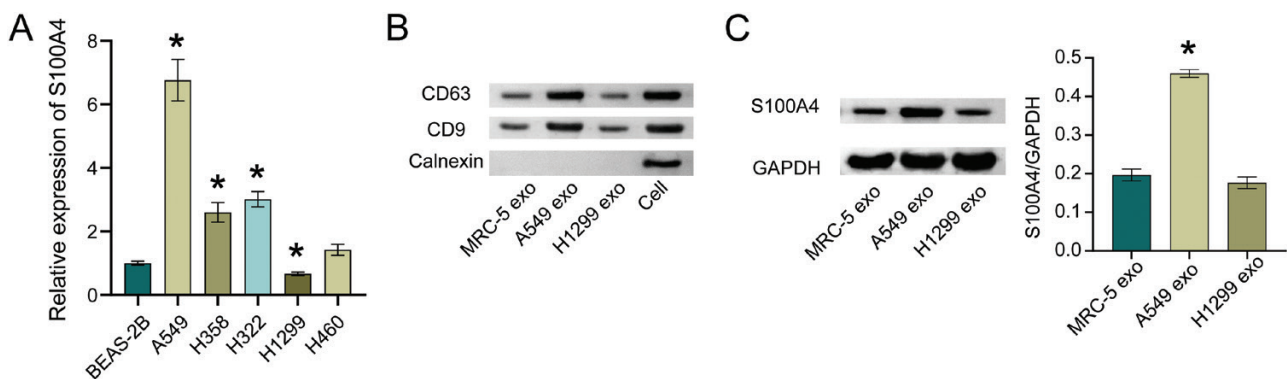 A
Relative expression of S100A4
8
6
4
2
0
*
*
*
*
BEAS-2B
A549
H358
H322
H1299
H460
B
CD63
CD9
Calnexin
MRC-5 exo
A549 exo
H1299 exo
Cell
C
S100A4
GAPDH
MRC-5 exo
A549 exo
H1299 exo
S100A4/GAPDH
0.5
0.4
0.3
0.2
0.1
0.0
*
MRC-5 exo
A549 exo
H1299 exo